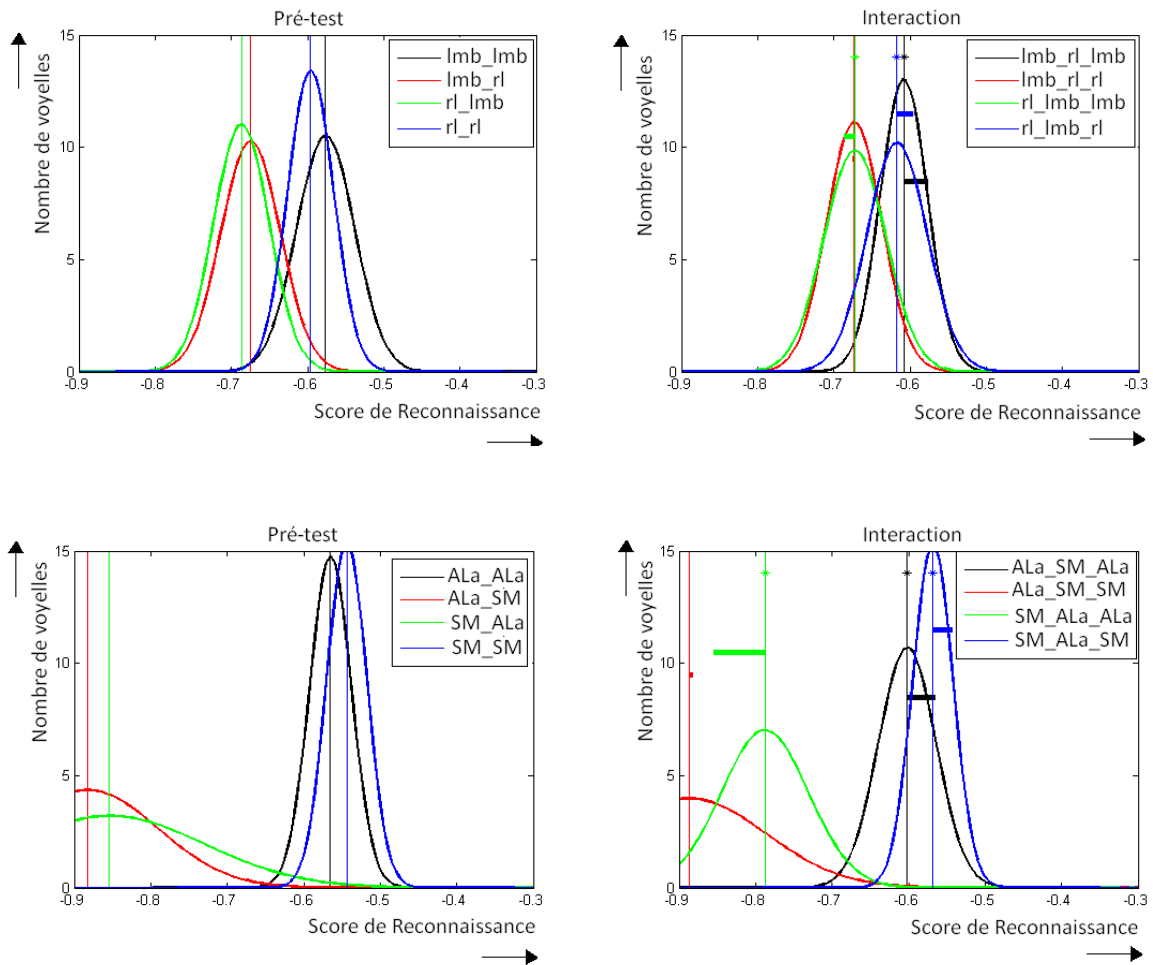 Pré-test
Nombre de voyelles
15
10
5
0
-0.9 -0.8 -0.7 -0.6 -0.5 -0.4 -0.3
Score de Reconnaissance
lmb_lmb
lmb_rl
rl_lmb
rl_rl
Interaction
Nombre de voyelles
15
10
5
0
-0.9 -0.8 -0.7 -0.6 -0.5 -0.4 -0.3
Score de Reconnaissance
lmb_rl_lmb
lmb_rl_rl
rl_lmb_lmb
rl_lmb_rl
Pré-test
Nombre de voyelles
15
10
5
0
-0.9 -0.8 -0.7 -0.6 -0.5 -0.4 -0.3
Score de Reconnaissance
ALa_ALa
ALa_SM
SM_ALa
SM_SM
Interaction
Nombre de voyelles
15
10
5
0
-0.9 -0.8 -0.7 -0.6 -0.5 -0.4 -0.3
Score de Reconnaissance
ALa_SM_ALa
ALa_SM_SM
SM_ALa_ALa
SM_ALa_SM